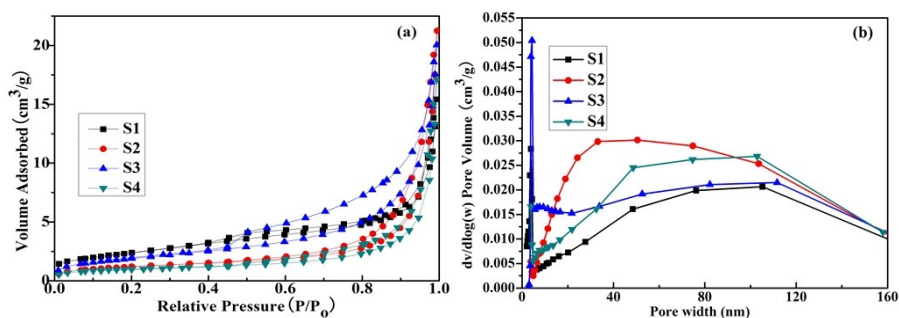 (a)
Volume Adsorbed (cm³/g)
20
15
10
5
0
S1
S2
S3
S4
0.0 0.2 0.4 0.6 0.8 1.0
Relative Pressure (P/Po)
(b)
dv/dlog(w) Pore Volume (cm³/g)
0.055
0.050
0.045
0.040
0.035
0.030
0.025
0.020
0.015
0.010
0.005
0.000
S1
S2
S3
S4
0 40 80 120 160
Pore width (nm)